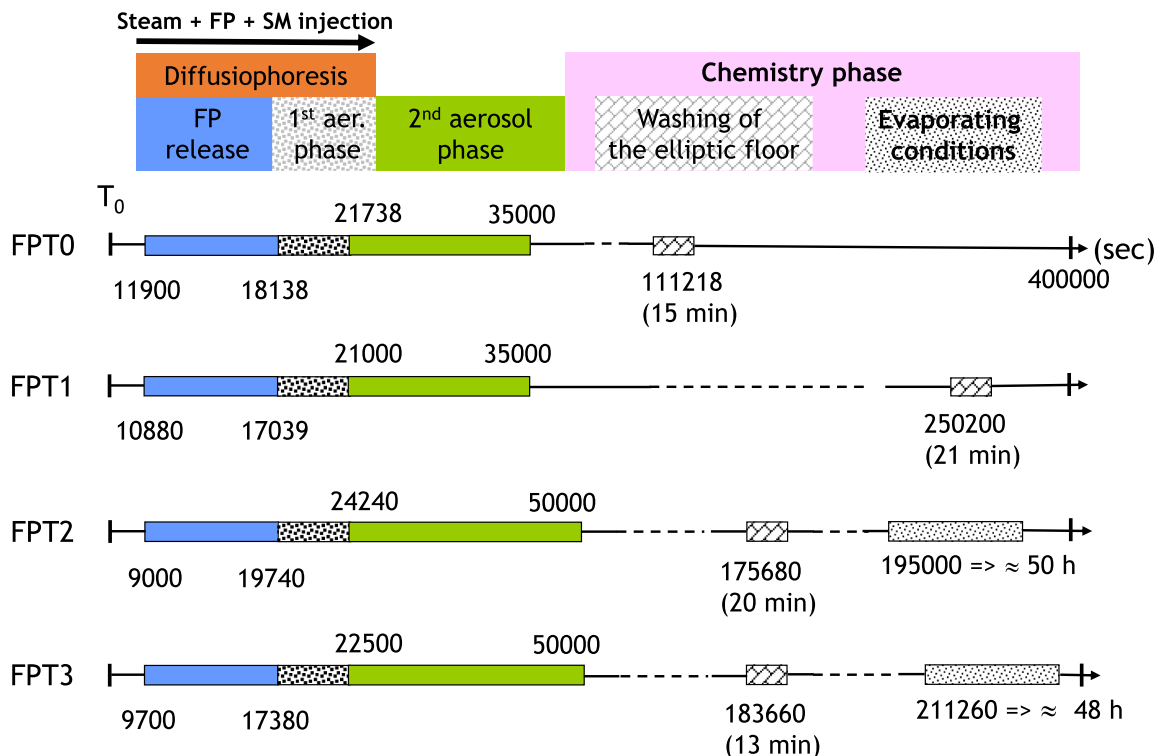 Steam + FP + SM injection
Diffusiophoresis
Chemistry phase
FP release
1st aer. phase
2nd aerosol phase
Washing of the elliptic floor
Evaporating conditions
T0
FPT0
21738
35000
(sec)
11900
18138
111218
(15 min)
400000
FPT1
21000
35000
10880
17039
250200
(21 min)
FPT2
24240
50000
9000
19740
175680
(20 min)
195000 => ≈ 50 h
FPT3
22500
50000
9700
17380
183660
(13 min)
211260 => ≈ 48 h